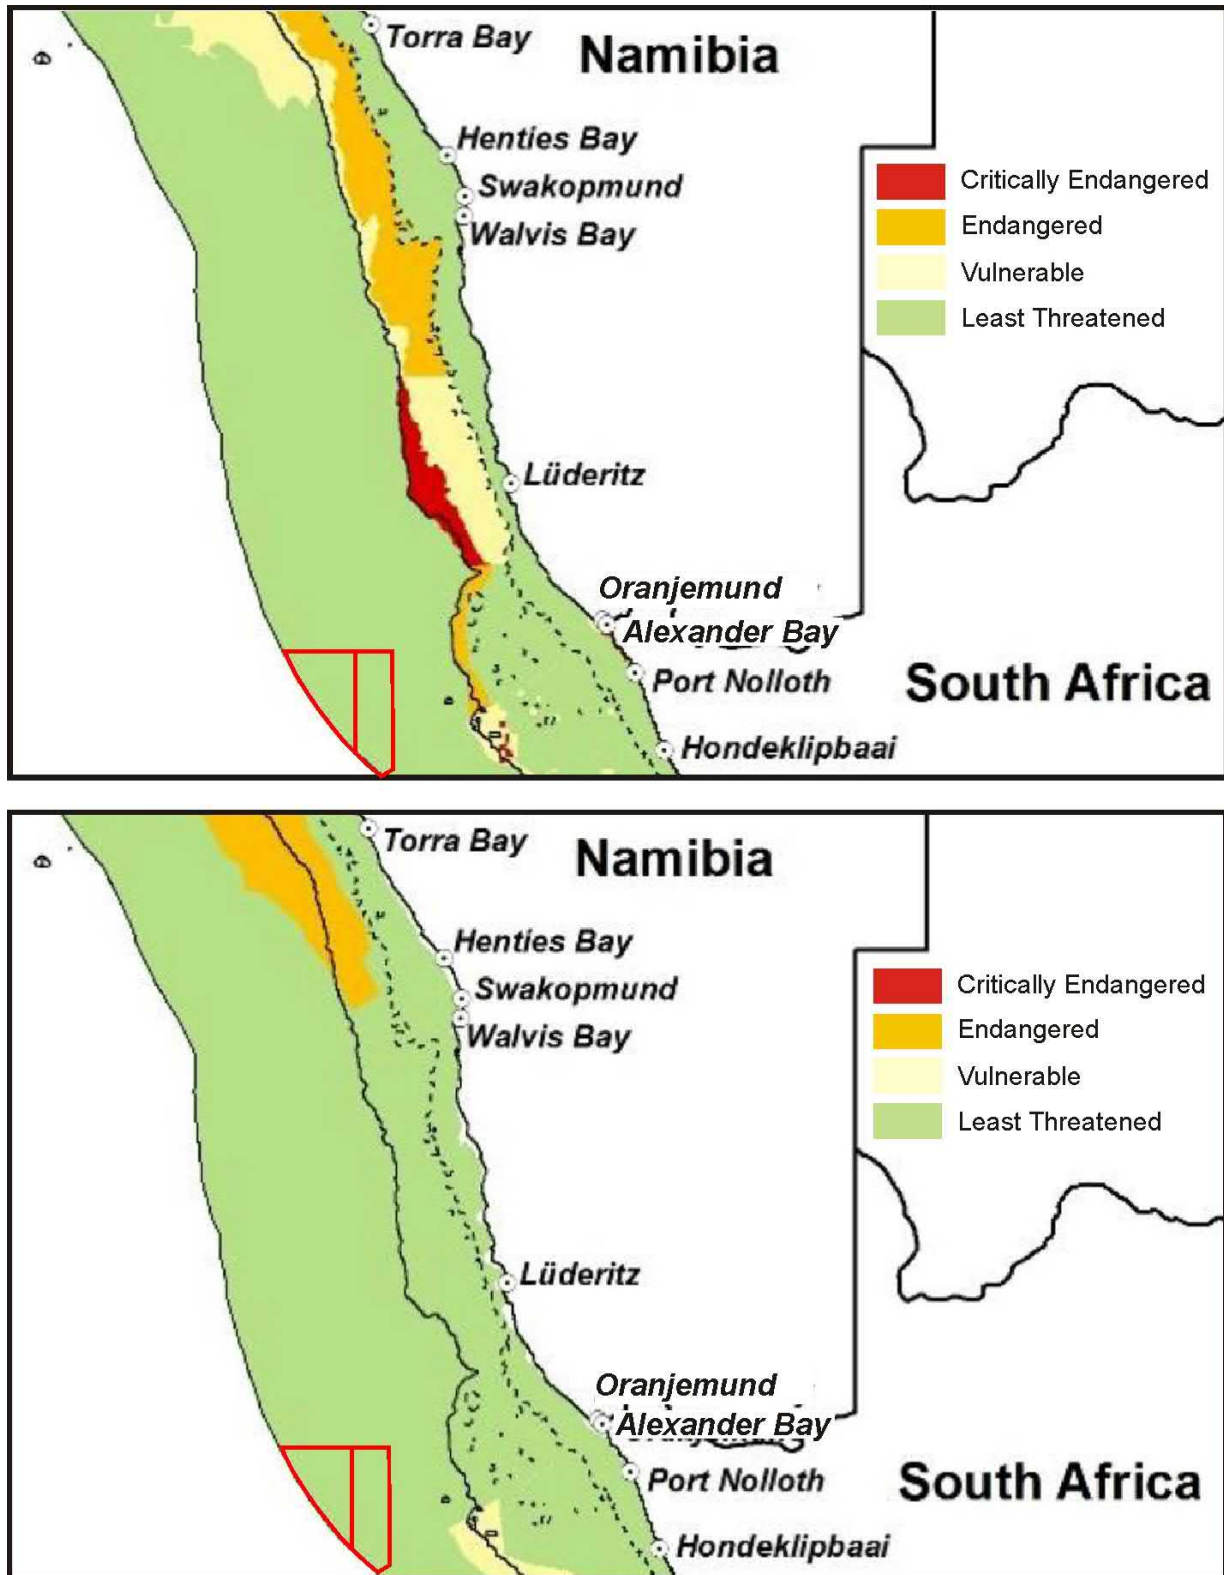 Torra Bay
Namibia
Henties Bay
Swakopmund
Walvis Bay
Critically Endangered
Endangered
Vulnerable
Least Threatened
Lüderitz
Oranjemund
Alexander Bay
Port Nolloth
South Africa
Hondeklipbaai
Torra Bay
Namibia
Henties Bay
Swakopmund
Walvis Bay
Critically Endangered
Endangered
Vulnerable
Least Threatened
Lüderitz
Oranjemund
Alexander Bay
Port Nolloth
South Africa
Hondeklipbaai